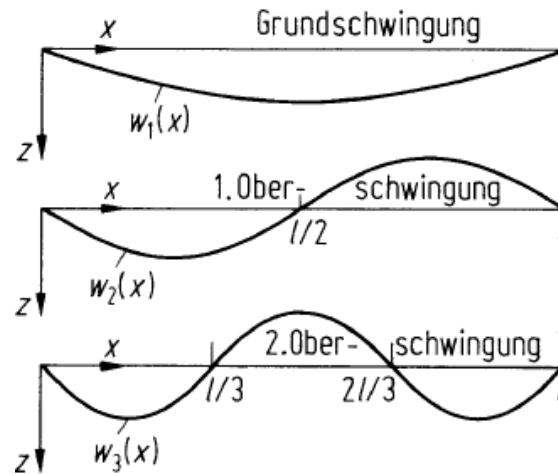 Grundschwingung
x
w₁(x)
z
x
1.Ober- schwingung
l/2
w₂(x)
z
x
2.Ober- schwingung
l/3 2l/3
w₃(x)
z